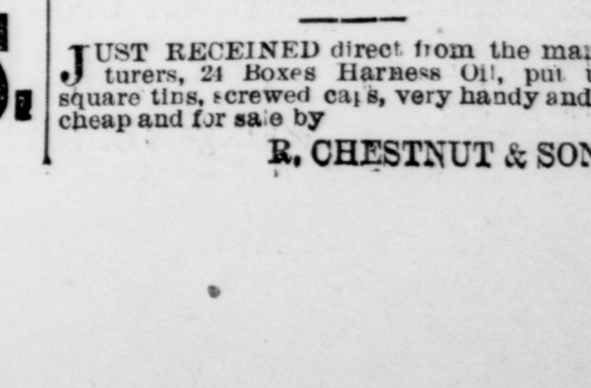 JUST RECEINED direct from the ma
turers, 24 Boxes Harness Oil, put
square tins, screwed caps, very handy and
cheap and for sale by
R. CHESTNUT & SON